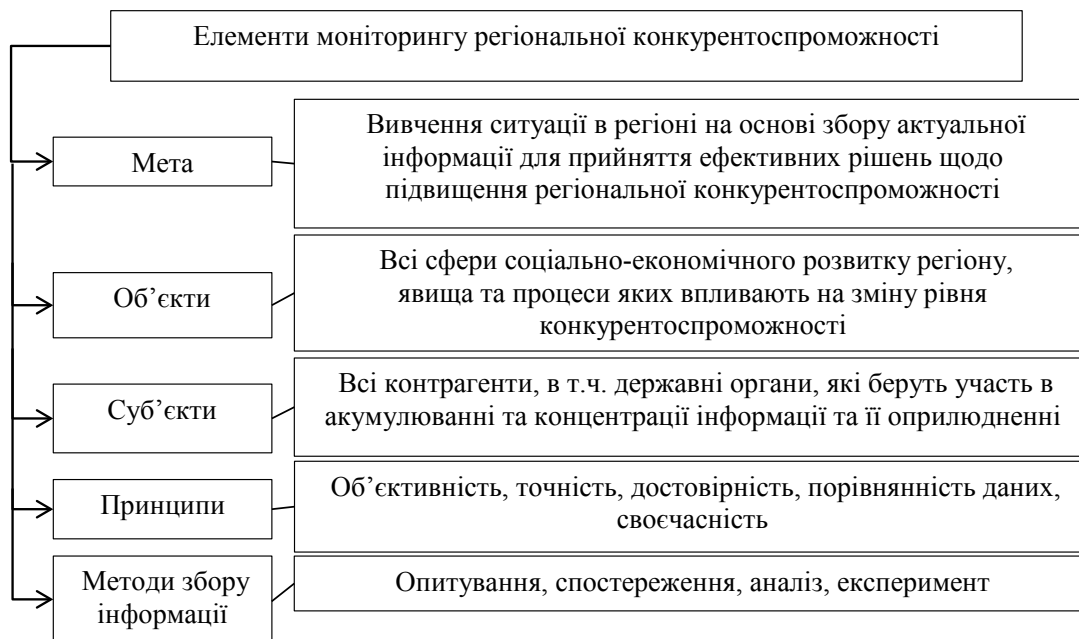 Елементи моніторингу регіональної конкурентоспроможності
Мета
Вивчення ситуації в регіоні на основі збору актуальної
інформації для прийняття ефективних рішень щодо
підвищення регіональної конкурентоспроможності
Об’єкти
Всі сфери соціально-економічного розвитку регіону,
явища та процеси яких впливають на зміну рівня
конкурентоспроможності
Суб’єкти
Всі контрагенти, в т.ч. державні органи, які беруть участь в
акумулюванні та концентрації інформації та її оприлюдненні
Принципи
Об’єктивність, точність, достовірність, порівнянність даних,
своєчасність
Методи збору
інформації
Опитування, спостереження, аналіз, експеримент